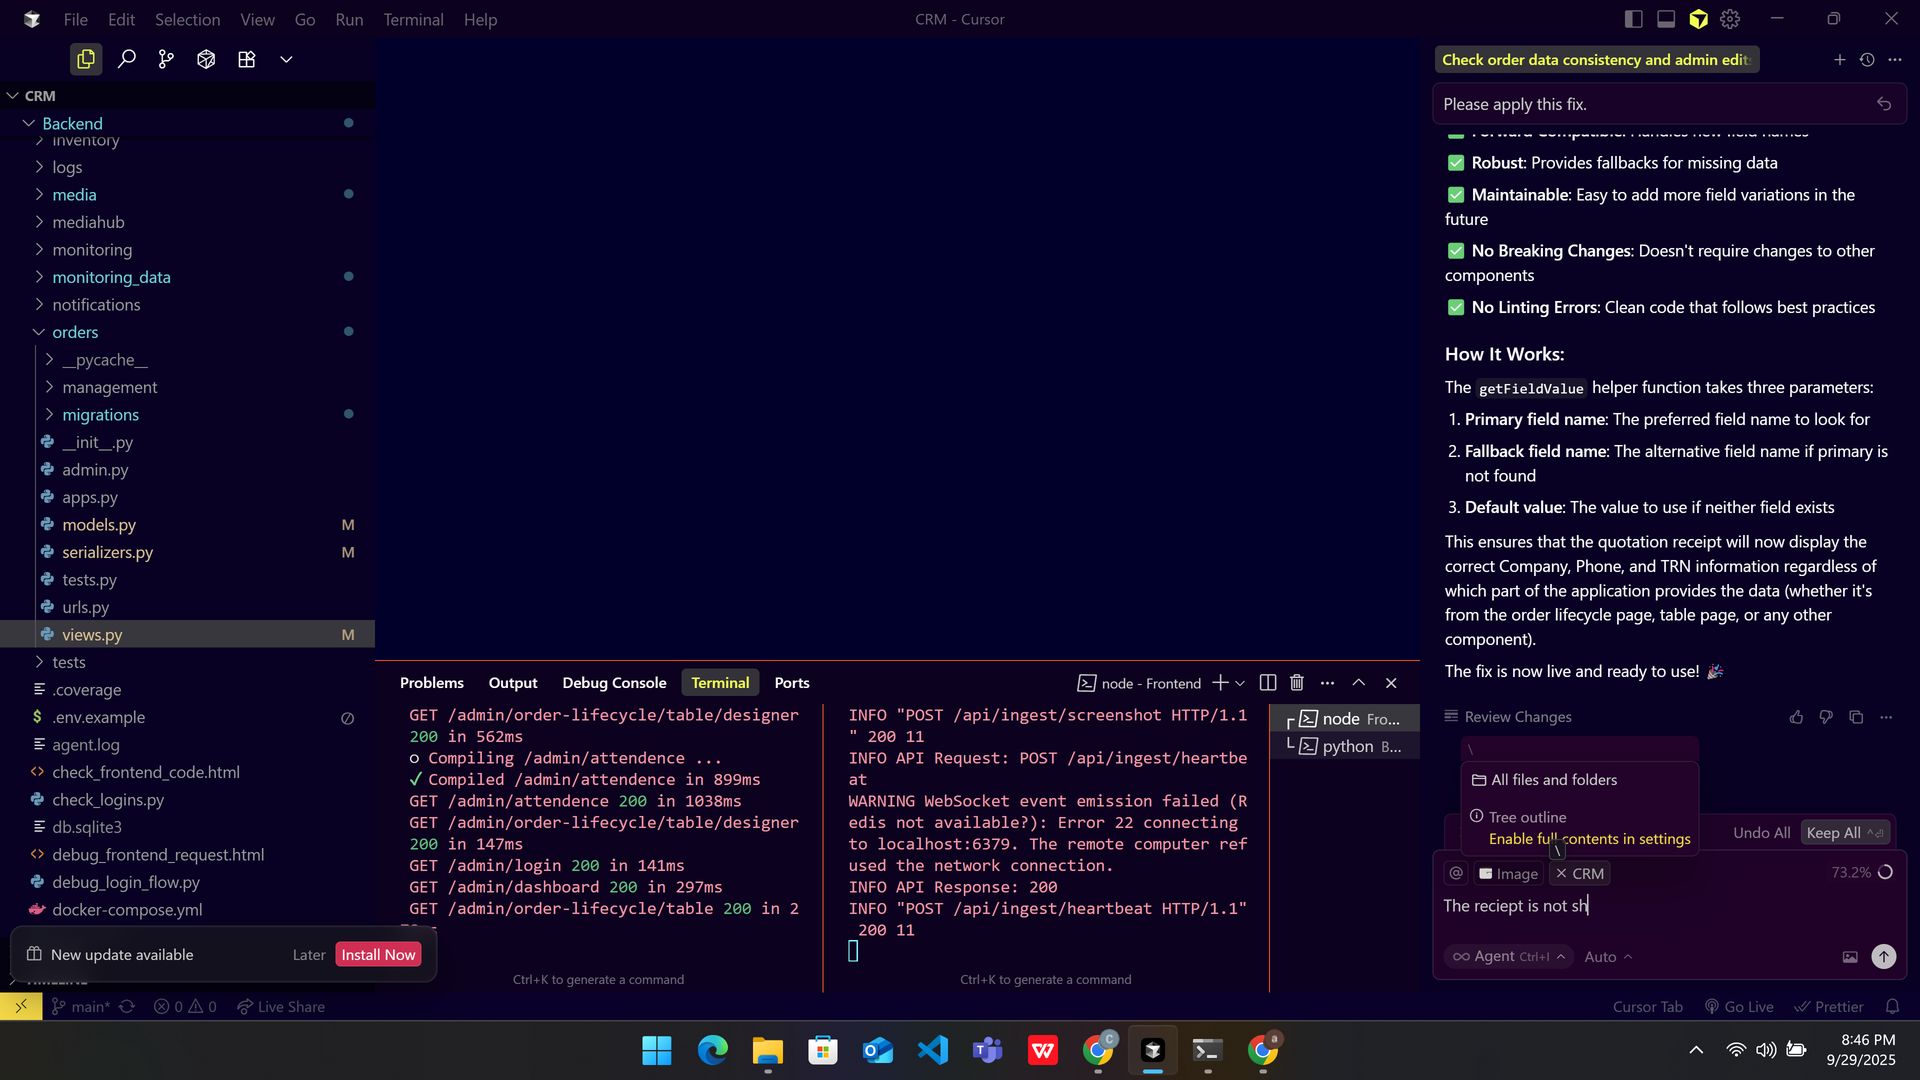 File Edit Selection View Go Run Terminal Help
CRM - Cursor
CRM
Backend
inventory
logs
media
mediahub
monitoring
monitoring_data
notifications
orders
__pycache__
management
migrations
__init__.py
admin.py
apps.py
models.py M
serializers.py M
tests.py
urls.py
views.py M
tests
.coverage
$ .env.example
agent.log
check_frontend_code.html
check_logins.py
db.sqlite3
debug_frontend_request.html
debug_login_flow.py
docker-compose.yml
New update available Later Install Now
TIMELINE
main* 0 0 Live Share
Problems Output Debug Console Terminal Ports
node - Frontend
GET /admin/order-lifecycle/table/designer
200 in 562ms
○ Compiling /admin/attendence ...
✓ Compiled /admin/attendence in 899ms
GET /admin/attendence 200 in 1038ms
GET /admin/order-lifecycle/table/designer
200 in 147ms
GET /admin/login 200 in 141ms
GET /admin/dashboard 200 in 297ms
GET /admin/order-lifecycle/table 200 in 2
Ctrl+K to generate a command
INFO "POST /api/ingest/screenshot HTTP/1.1
" 200 11
INFO API Request: POST /api/ingest/heartbe
at
WARNING WebSocket event emission failed (R
edis not available?): Error 22 connecting
to localhost:6379. The remote computer ref
used the network connection.
INFO API Response: 200
INFO "POST /api/ingest/heartbeat HTTP/1.1"
200 11
Ctrl+K to generate a command
node Fro...
python B...
Check order data consistency and admin edit
Please apply this fix.
Forward Compatible: Handles new field names
✅ Robust: Provides fallbacks for missing data
✅ Maintainable: Easy to add more field variations in the
future
✅ No Breaking Changes: Doesn't require changes to other
components
✅ No Linting Errors: Clean code that follows best practices
How It Works:
The getFieldValue helper function takes three parameters:
1. Primary field name: The preferred field name to look for
2. Fallback field name: The alternative field name if primary is
not found
3. Default value: The value to use if neither field exists
This ensures that the quotation receipt will now display the
correct Company, Phone, and TRN information regardless of
which part of the application provides the data (whether it's
from the order lifecycle page, table page, or any other
component).
The fix is now live and ready to use! 🎉
Review Changes
\
All files and folders
Tree outline
Enable full contents in settings
\
Undo All Keep All
@ Image × CRM 73.2%
The reciept is not sh
Agent Ctrl+I Auto
Cursor Tab Go Live Prettier
8:46 PM
9/29/2025